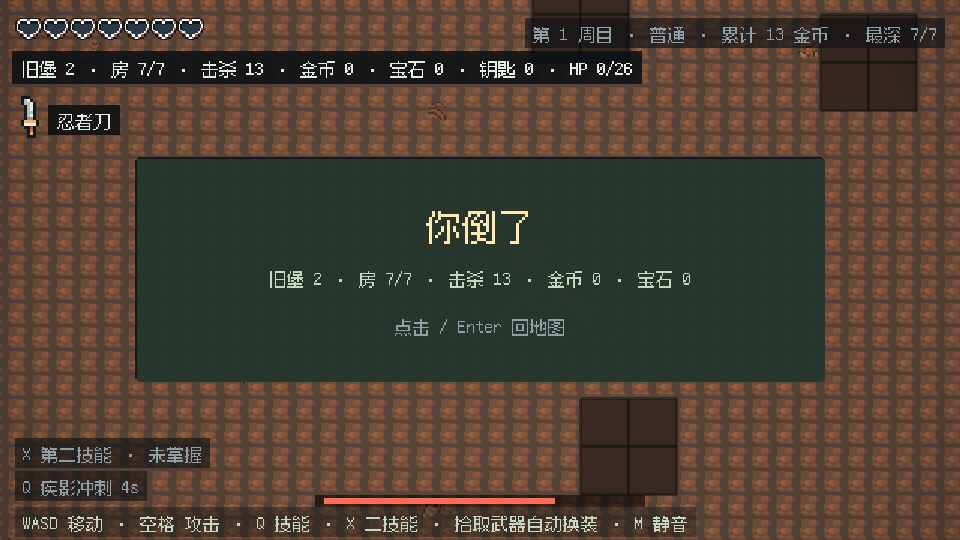 第 1 周目 · 普通 · 累计 13 金币 · 最深 7/7
旧堡 2 · 房 7/7 · 击杀 13 · 金币 0 · 宝石 0 · 钥匙 0 · HP 0/26
忍者刀
你倒了
旧堡 2 · 房 7/7 · 击杀 13 · 金币 0 · 宝石 0
点击 / Enter 回地图
X 第二技能 · 未掌握
Q 疾影冲刺 4s
WASD 移动 · 空格 攻击 · Q 技能 · X 二技能 · 拾取武器自动换装 · M 静音